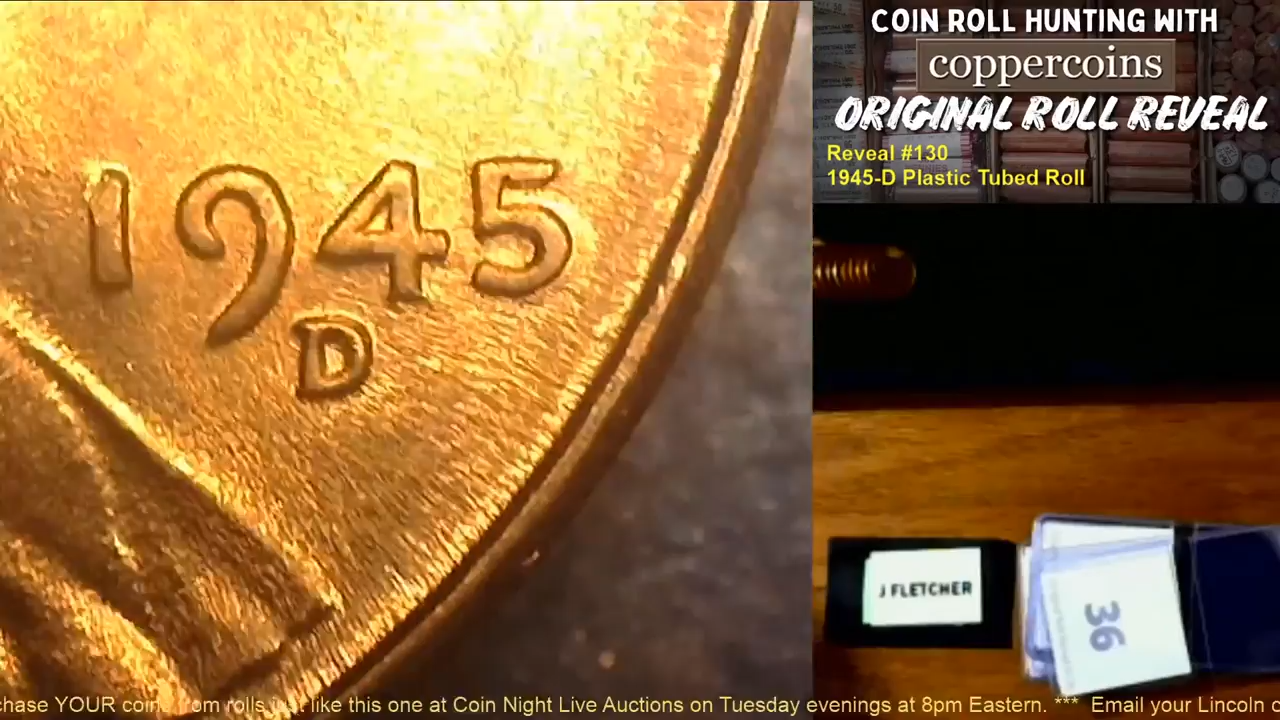 1945
D
COIN ROLL HUNTING WITH
coppercoins
ORIGINAL ROLL REVEAL
Reveal #130
1945-D Plastic Tubed Roll
J FLETCHER
36
chase YOUR coins from rolls just like this one at Coin Night Live Auctions on Tuesday evenings at 8pm Eastern. *** Email your Lincoln